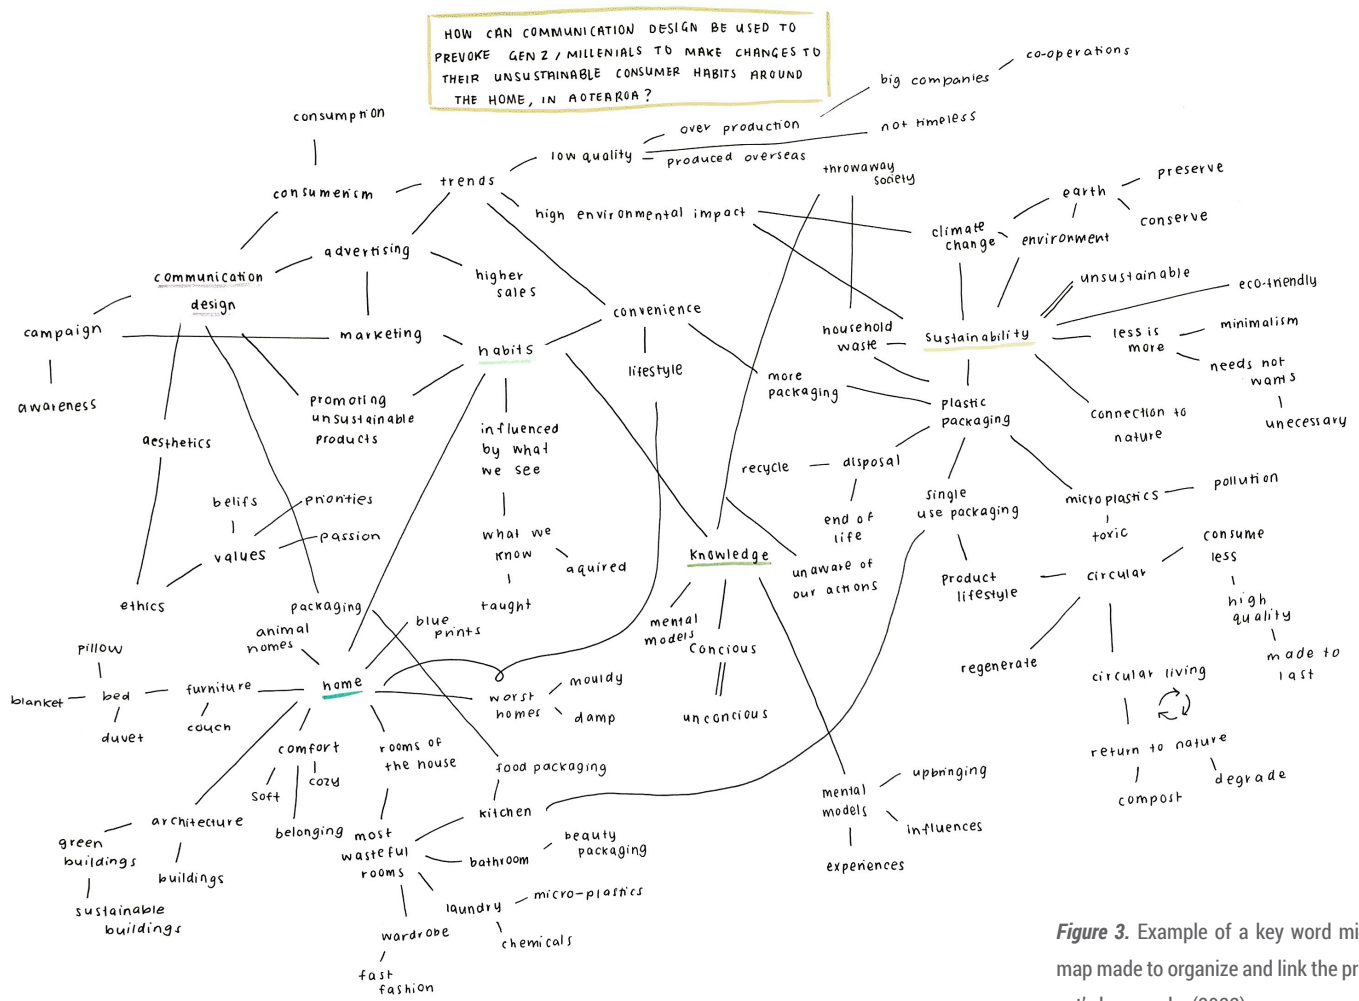 HOW CAN COMMUNICATION DESIGN BE USED TO
PREVOKE GEN Z / MILLENIALS TO MAKE CHANGES TO
THEIR UNSUSTAINABLE CONSUMER HABITS AROUND
THE HOME, IN AOTEAROA?
co-operations
big companies
consumption
over production
not timeless
low quality
produced overseas
throwaway
society
trends
consumerism
earth
preserve
high environmental impact
conserve
climate
change
environment
advertising
communication
design
higher
sales
unsustainable
eco-friendly
convenience
campaign
marketing
household
waste
sustainability
less is
more
minimalism
habits
lifestyle
needs not
wants
more
packaging
awareness
promoting
unsustainable
products
plastic
packaging
connection to
nature
unecessary
aesthetics
influenced
by what
we see
recycle
disposal
microplastics
pollution
belifs
priorities
single
use packaging
end of
life
toxic
passion
values
what we
know
consume
less
knowledge
aquired
unaware of
our actions
product
lifestyle
circular
ethics
packaging
taught
high
quality
animal
homes
blue
prints
mental
models
concious
pillow
made to
last
regenerate
circular living
blanket
bed
furniture
home
worst
homes
mouldy
damp
duvet
couch
unconcious
comfort
rooms of
the house
return to nature
soft
cozy
food packaging
upbringing
degrade
mental
models
compost
kitchen
architecture
belonging
influences
green
buildings
most
wasteful
rooms
bathroom
beauty
packaging
experiences
buildings
sustainable
buildings
laundry
micro-plastics
wardrobe
chemicals
fast
fashion
Figure 3. Example of a key word mi
map made to organize and link the pr